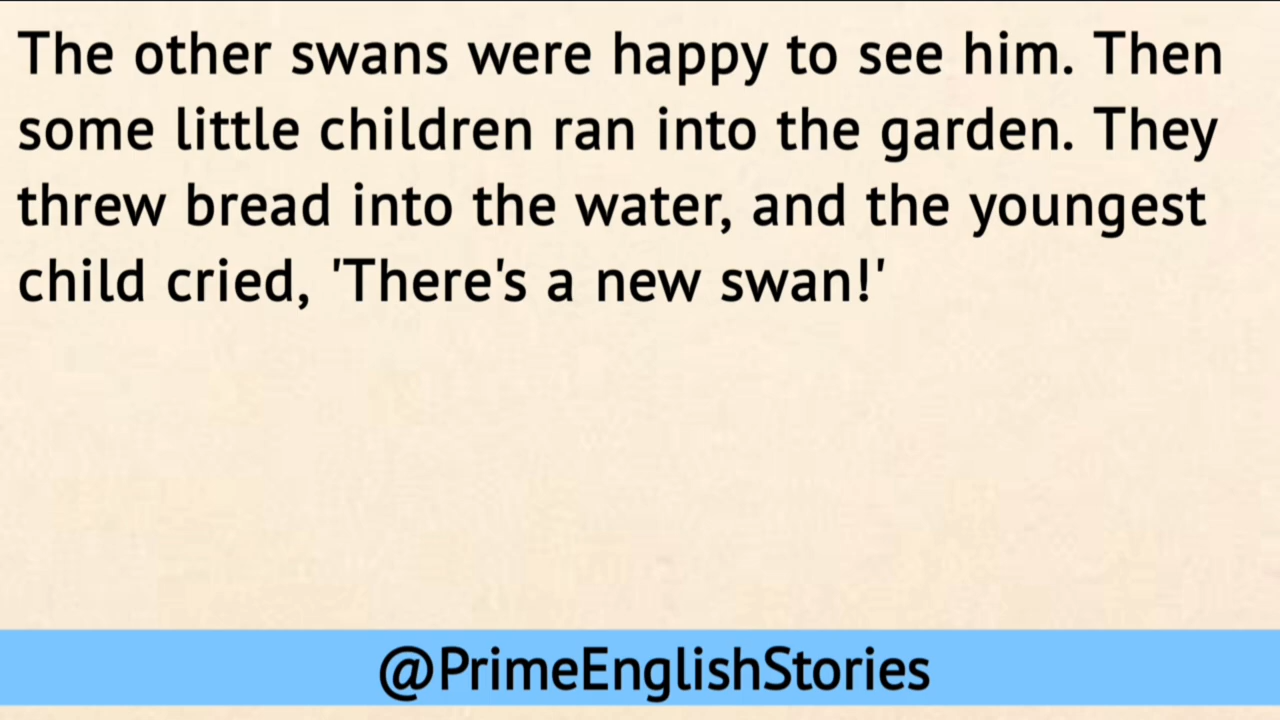 The other swans were happy to see him. Then
some little children ran into the garden. They
threw bread into the water, and the youngest
child cried, 'There's a new swan!'
@PrimeEnglishStories